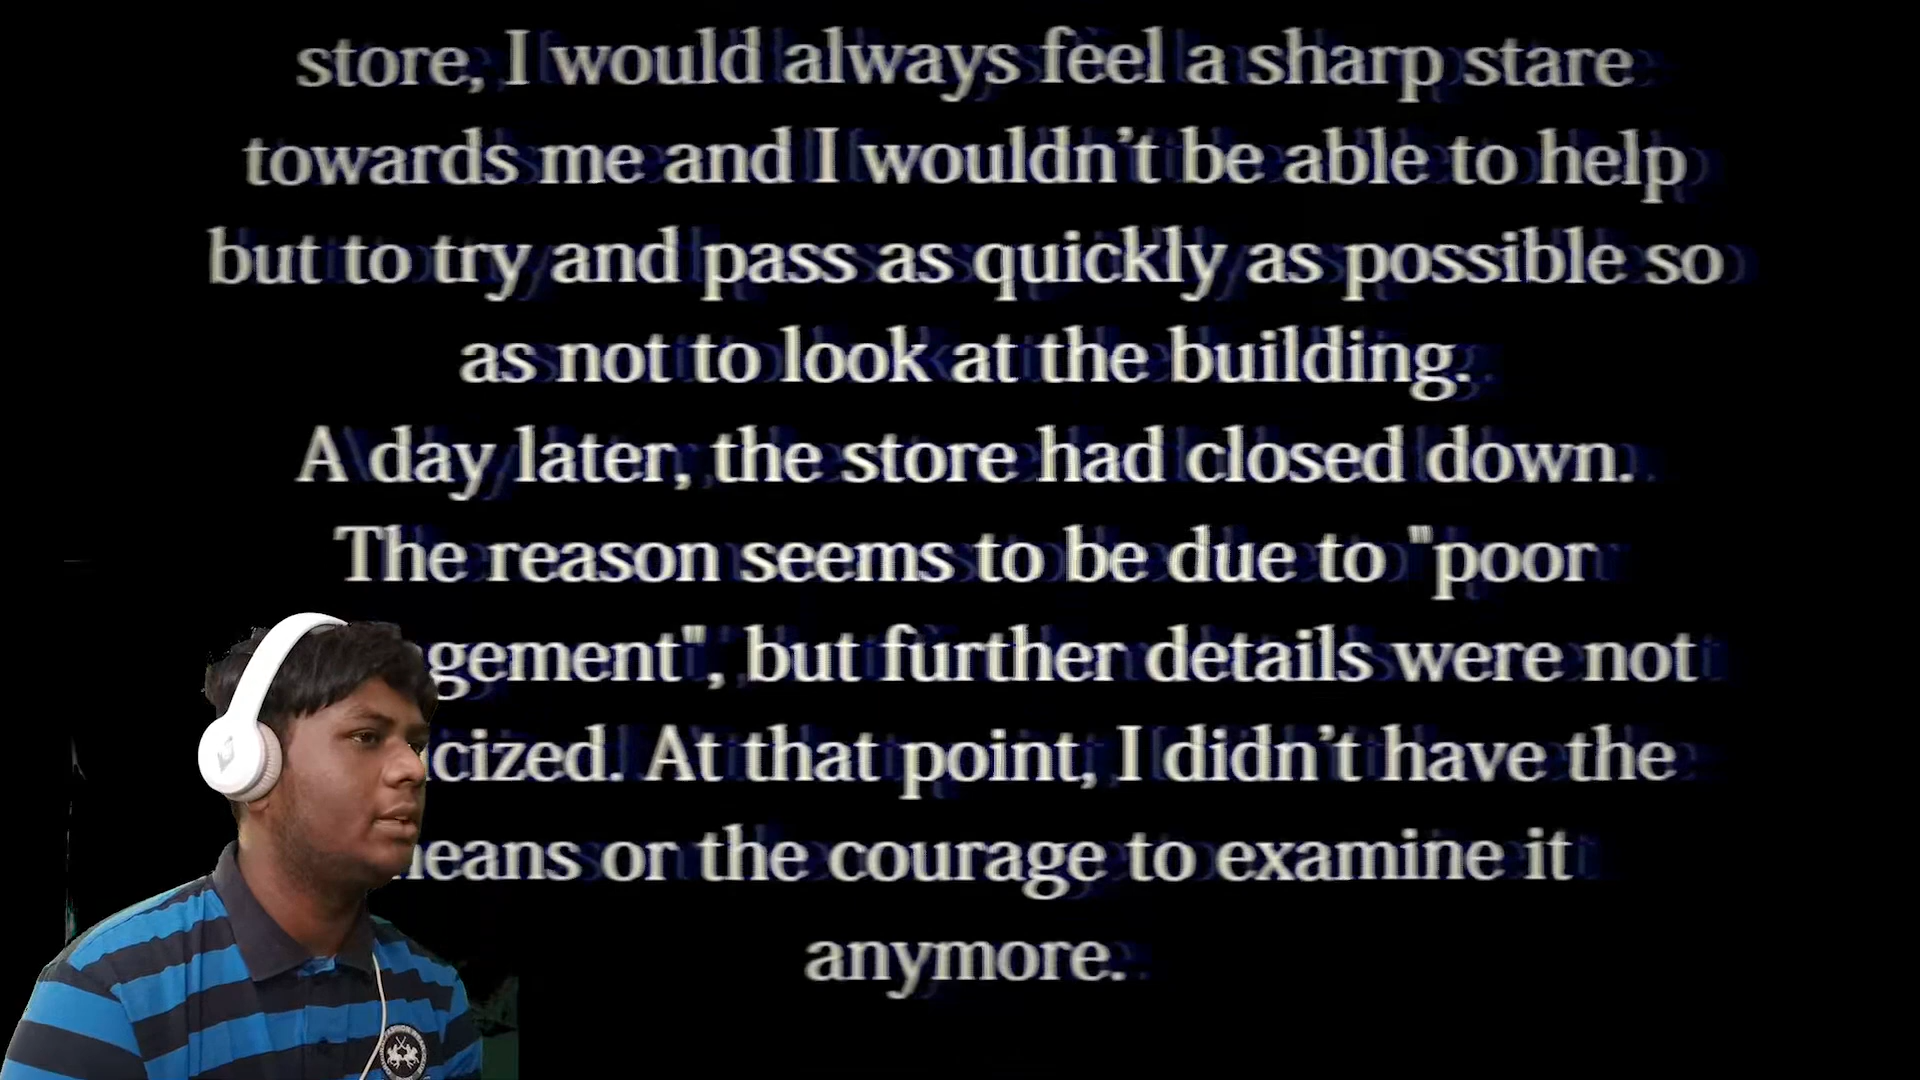 store, I would always feel a sharp stare
towards me and I wouldn't be able to help
but to try and pass as quickly as possible so
as not to look at the building.
A day later, the store had closed down.
The reason seems to be due to "poor
gement", but further details were not
cized. At that point, I didn't have the
eans or the courage to examine it
anymore.